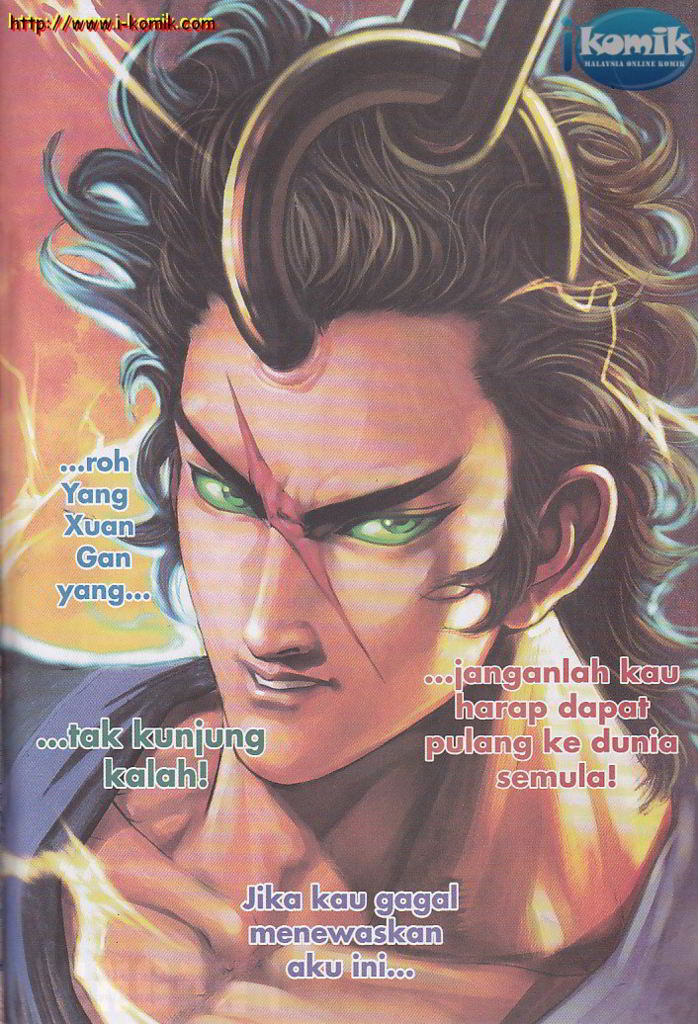 http://www.i-komik.com
ikomik
MALAYSIA ONLINE KOMIK
...roh
Yang
Xuan
Gan
yang...
...tak kunjung
kalah!
Jika kau gagal
menewaskan
aku ini...
...janganlah kau
harap dapat
pulang ke dunia
semula!